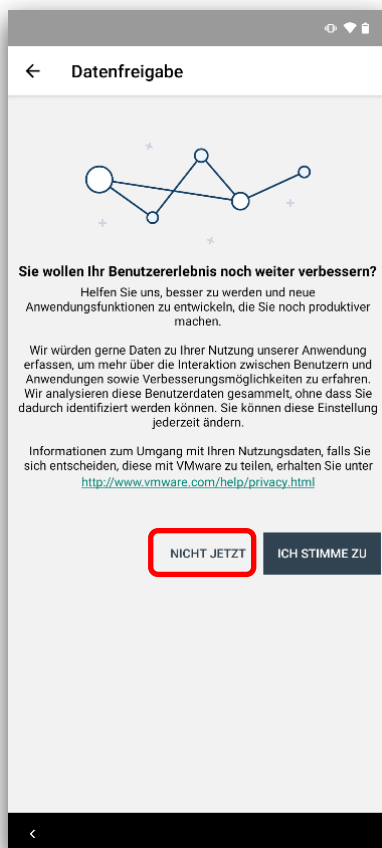 Datenfreigabe
Sie wollen Ihr Benutzererlebnis noch weiter verbessern?
Helfen Sie uns, besser zu werden und neue
Anwendungsfunktionen zu entwickeln, die Sie noch produktiver
machen.
Wir würden gerne Daten zu Ihrer Nutzung unserer Anwendung
erfassen, um mehr über die Interaktion zwischen Benutzern und
Anwendungen sowie Verbesserungsmöglichkeiten zu erfahren.
Wir analysieren diese Benutzerdaten gesammelt, ohne dass Sie
dadurch identifiziert werden können. Sie können diese Einstellung
jederzeit ändern.
Informationen zum Umgang mit Ihren Nutzungsdaten, falls Sie
sich entscheiden, diese mit VMware zu teilen, erhalten Sie unter
http://www.vmware.com/help/privacy.html
NICHT JETZT ICH STIMME ZU